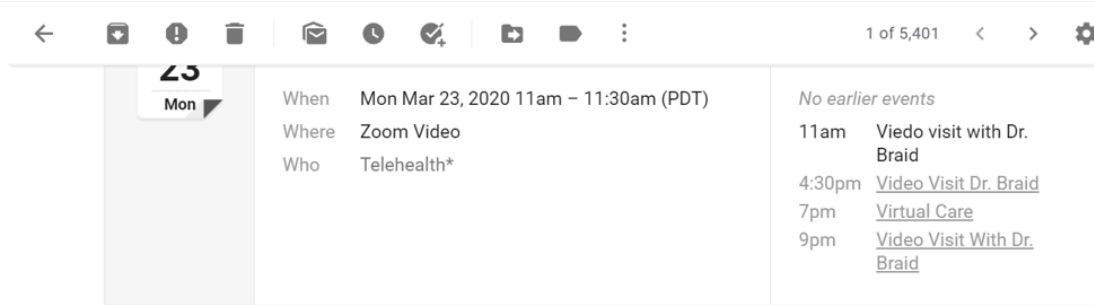 1 of 5,401
23
Mon
When Mon Mar 23, 2020 11am – 11:30am (PDT)
Where Zoom Video
Who Telehealth*
No earlier events
11am Viedo visit with Dr.
Braid
4:30pm Video Visit Dr. Braid
7pm Virtual Care
9pm Video Visit With Dr.
Braid